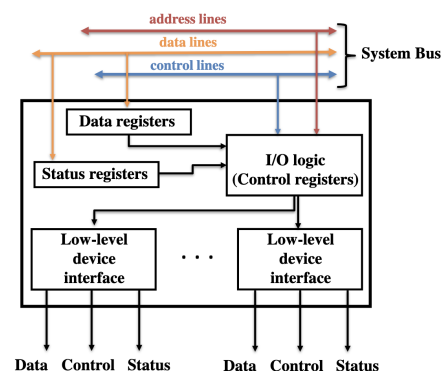 address lines
data lines
System Bus
control lines
Data registers
I/O logic
(Control registers)
Status registers
Low-level
device
interface
. . .
Low-level
device
interface
Data Control Status
Data Control Status